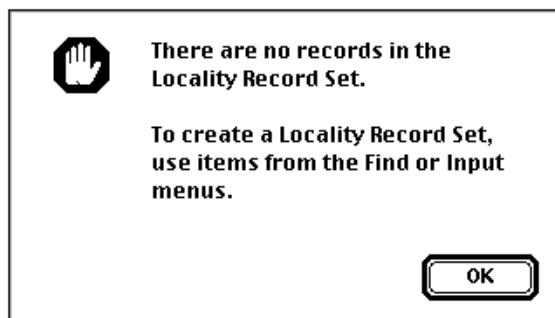 There are no records in the
Locality Record Set.
To create a Locality Record Set,
use items from the Find or Input
menus.
OK